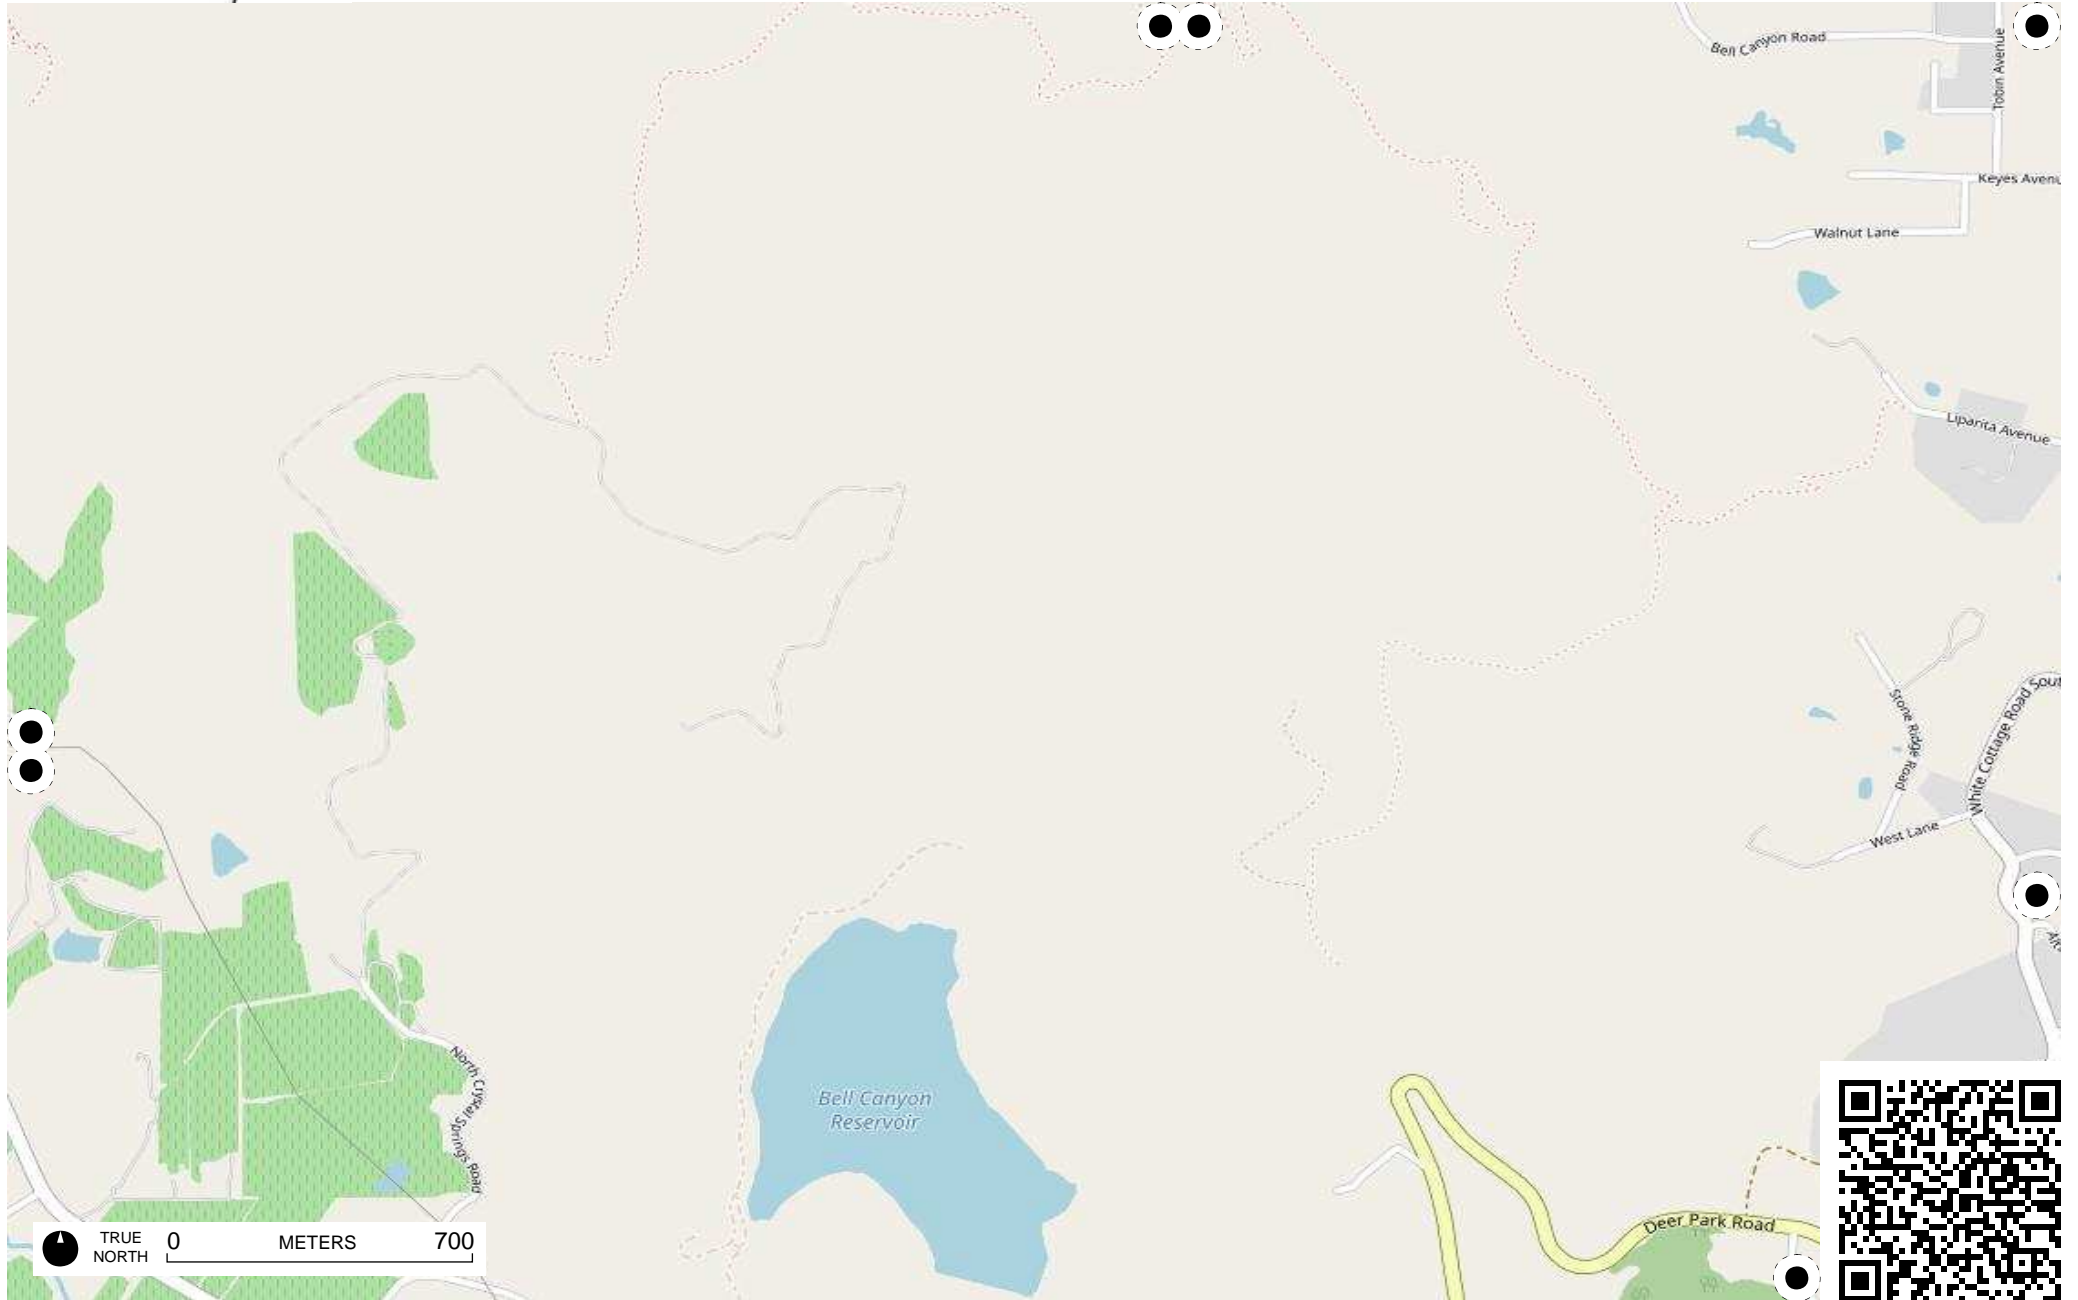 Bell Canyon Road
Tobin Avenue
Keyes Avenu
Walnut Lane
Liparita Avenue
Stone Ridge Road
White Cottage Road Sout
West Lane
North Crystal Springs Road
Bell Canyon
Reservoir
Deer Park Road
TRUE
NORTH
0 METERS 700